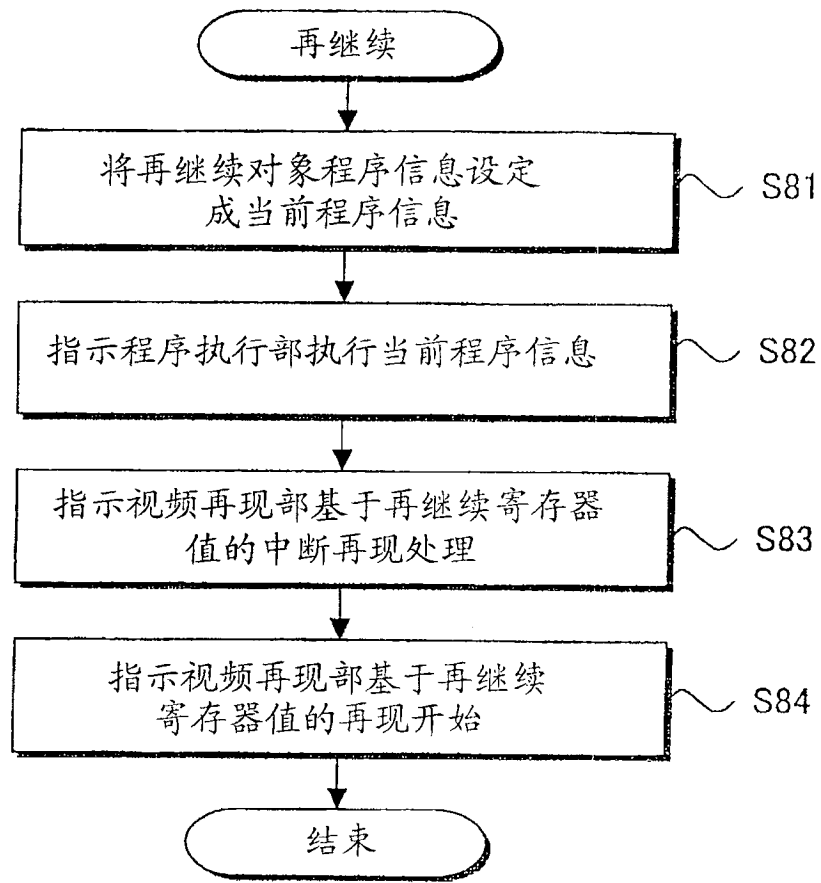 再继续
将再继续对象程序信息设定
成当前程序信息
S81
指示程序执行部执行当前程序信息
S82
指示视频再现部基于再继续寄存器
值的中断再现处理
S83
指示视频再现部基于再继续
寄存器值的再现开始
S84
结束